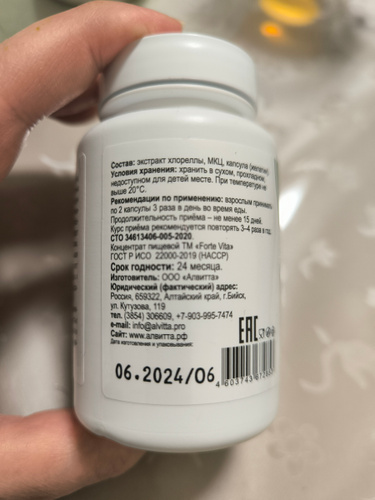 Состав: экстракт хлореллы, МКЦ, капсула (желатин)
Условия хранения: хранить в сухом, прохладном,
недоступном для детей месте. При температуре не
выше 20°С.
Рекомендации по применению: взрослым принимать
по 2 капсулы 3 раза в день во время еды.
Продолжительность приёма – не менее 15 дней.
Курс приёма рекомендуется повторять 3–4 раза в год.
СТО 34613406-005-2020.
Концентрат пищевой ТМ «Forte Vita»
ГОСТ Р ИСО 22000-2019 (НАССР)
Срок годности: 24 месяца.
Изготовитель: ООО «Алвитта»
Юридический (фактический) адрес:
Россия, 659322, Алтайский край, г.Бийск,
ул. Кутузова, 119
тел. (3854) 306609, +7-903-995-7474
e-mail: info@alvitta.pro
Сайт: www.алвитта.рф
Дата изготовления и упаковывания:
EAC
06.2024/06